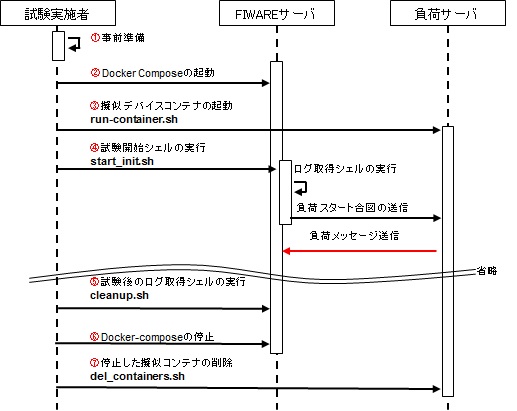 試験実施者
FIWAREサーバ
負荷サーバ
①事前準備
②Docker Composeの起動
③擬似デバイスコンテナの起動
run-container.sh
④試験開始シェルの実行
start_init.sh
ログ取得シェルの実行
負荷スタート合図の送信
負荷メッセージ送信
省略
⑤試験後のログ取得シェルの実行
cleanup.sh
⑥Docker-composeの停止
⑦停止した擬似コンテナの削除
del_containers.sh